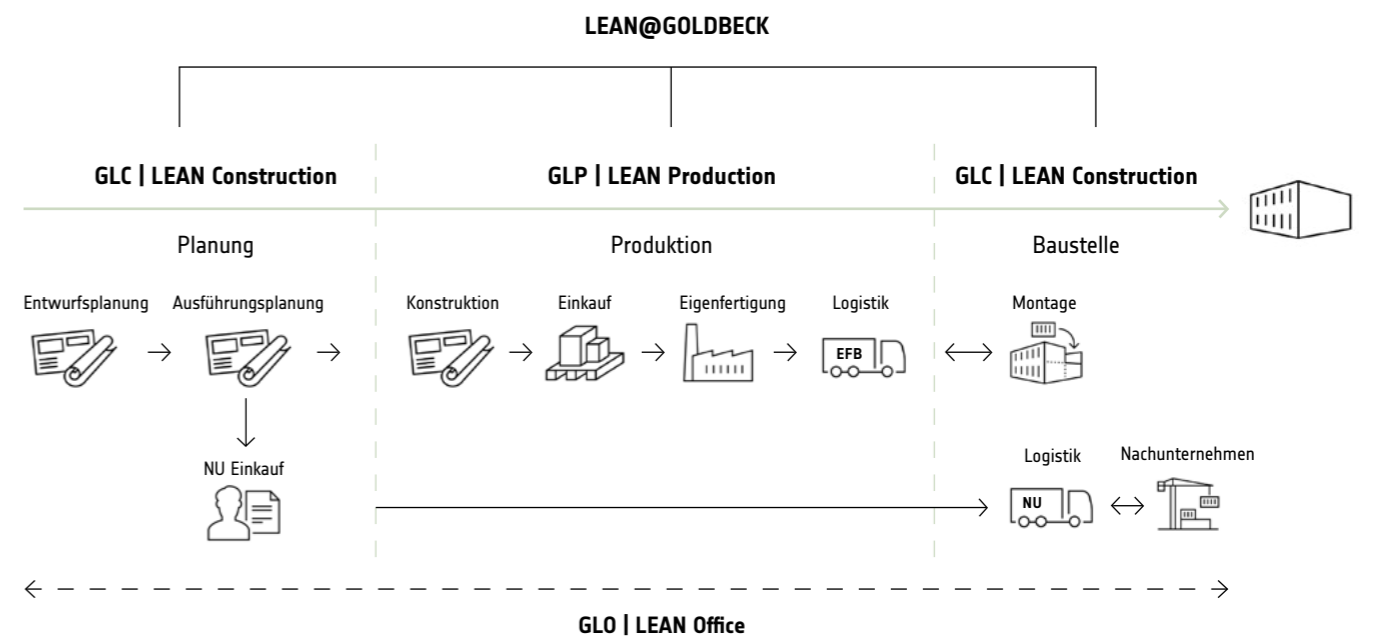 LEAN@GOLDBECK
GLC | LEAN Construction
GLP | LEAN Production
GLC | LEAN Construction
Planung
Produktion
Baustelle
Entwurfsplanung
Ausführungsplanung
Konstruktion
Einkauf
Eigenfertigung
Logistik
Montage
EFB
NU Einkauf
Logistik
Nachunternehmen
NU
GLO | LEAN Office